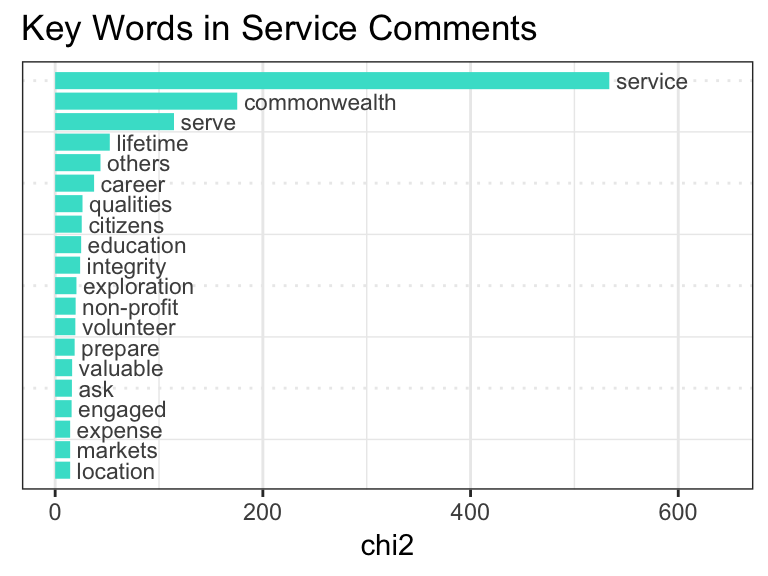 Key Words in Service Comments
service
commonwealth
serve
lifetime
others
career
qualities
citizens
education
integrity
exploration
non-profit
volunteer
prepare
valuable
ask
engaged
expense
markets
location
0 200 400 600
chi2